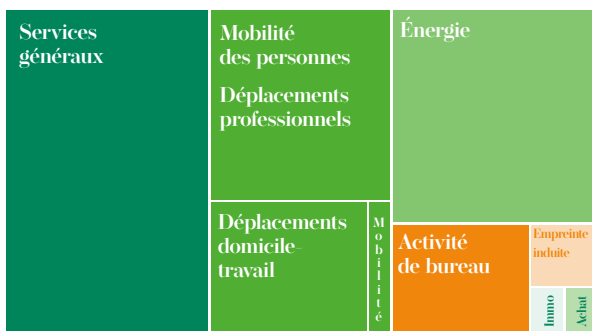 Services
généraux
Mobilité
des personnes
Déplacements
professionnels
Déplacements
domicile-
travail
Mobilité
Énergie
Activité
de bureau
Empreinte
induite
Immo
Achat